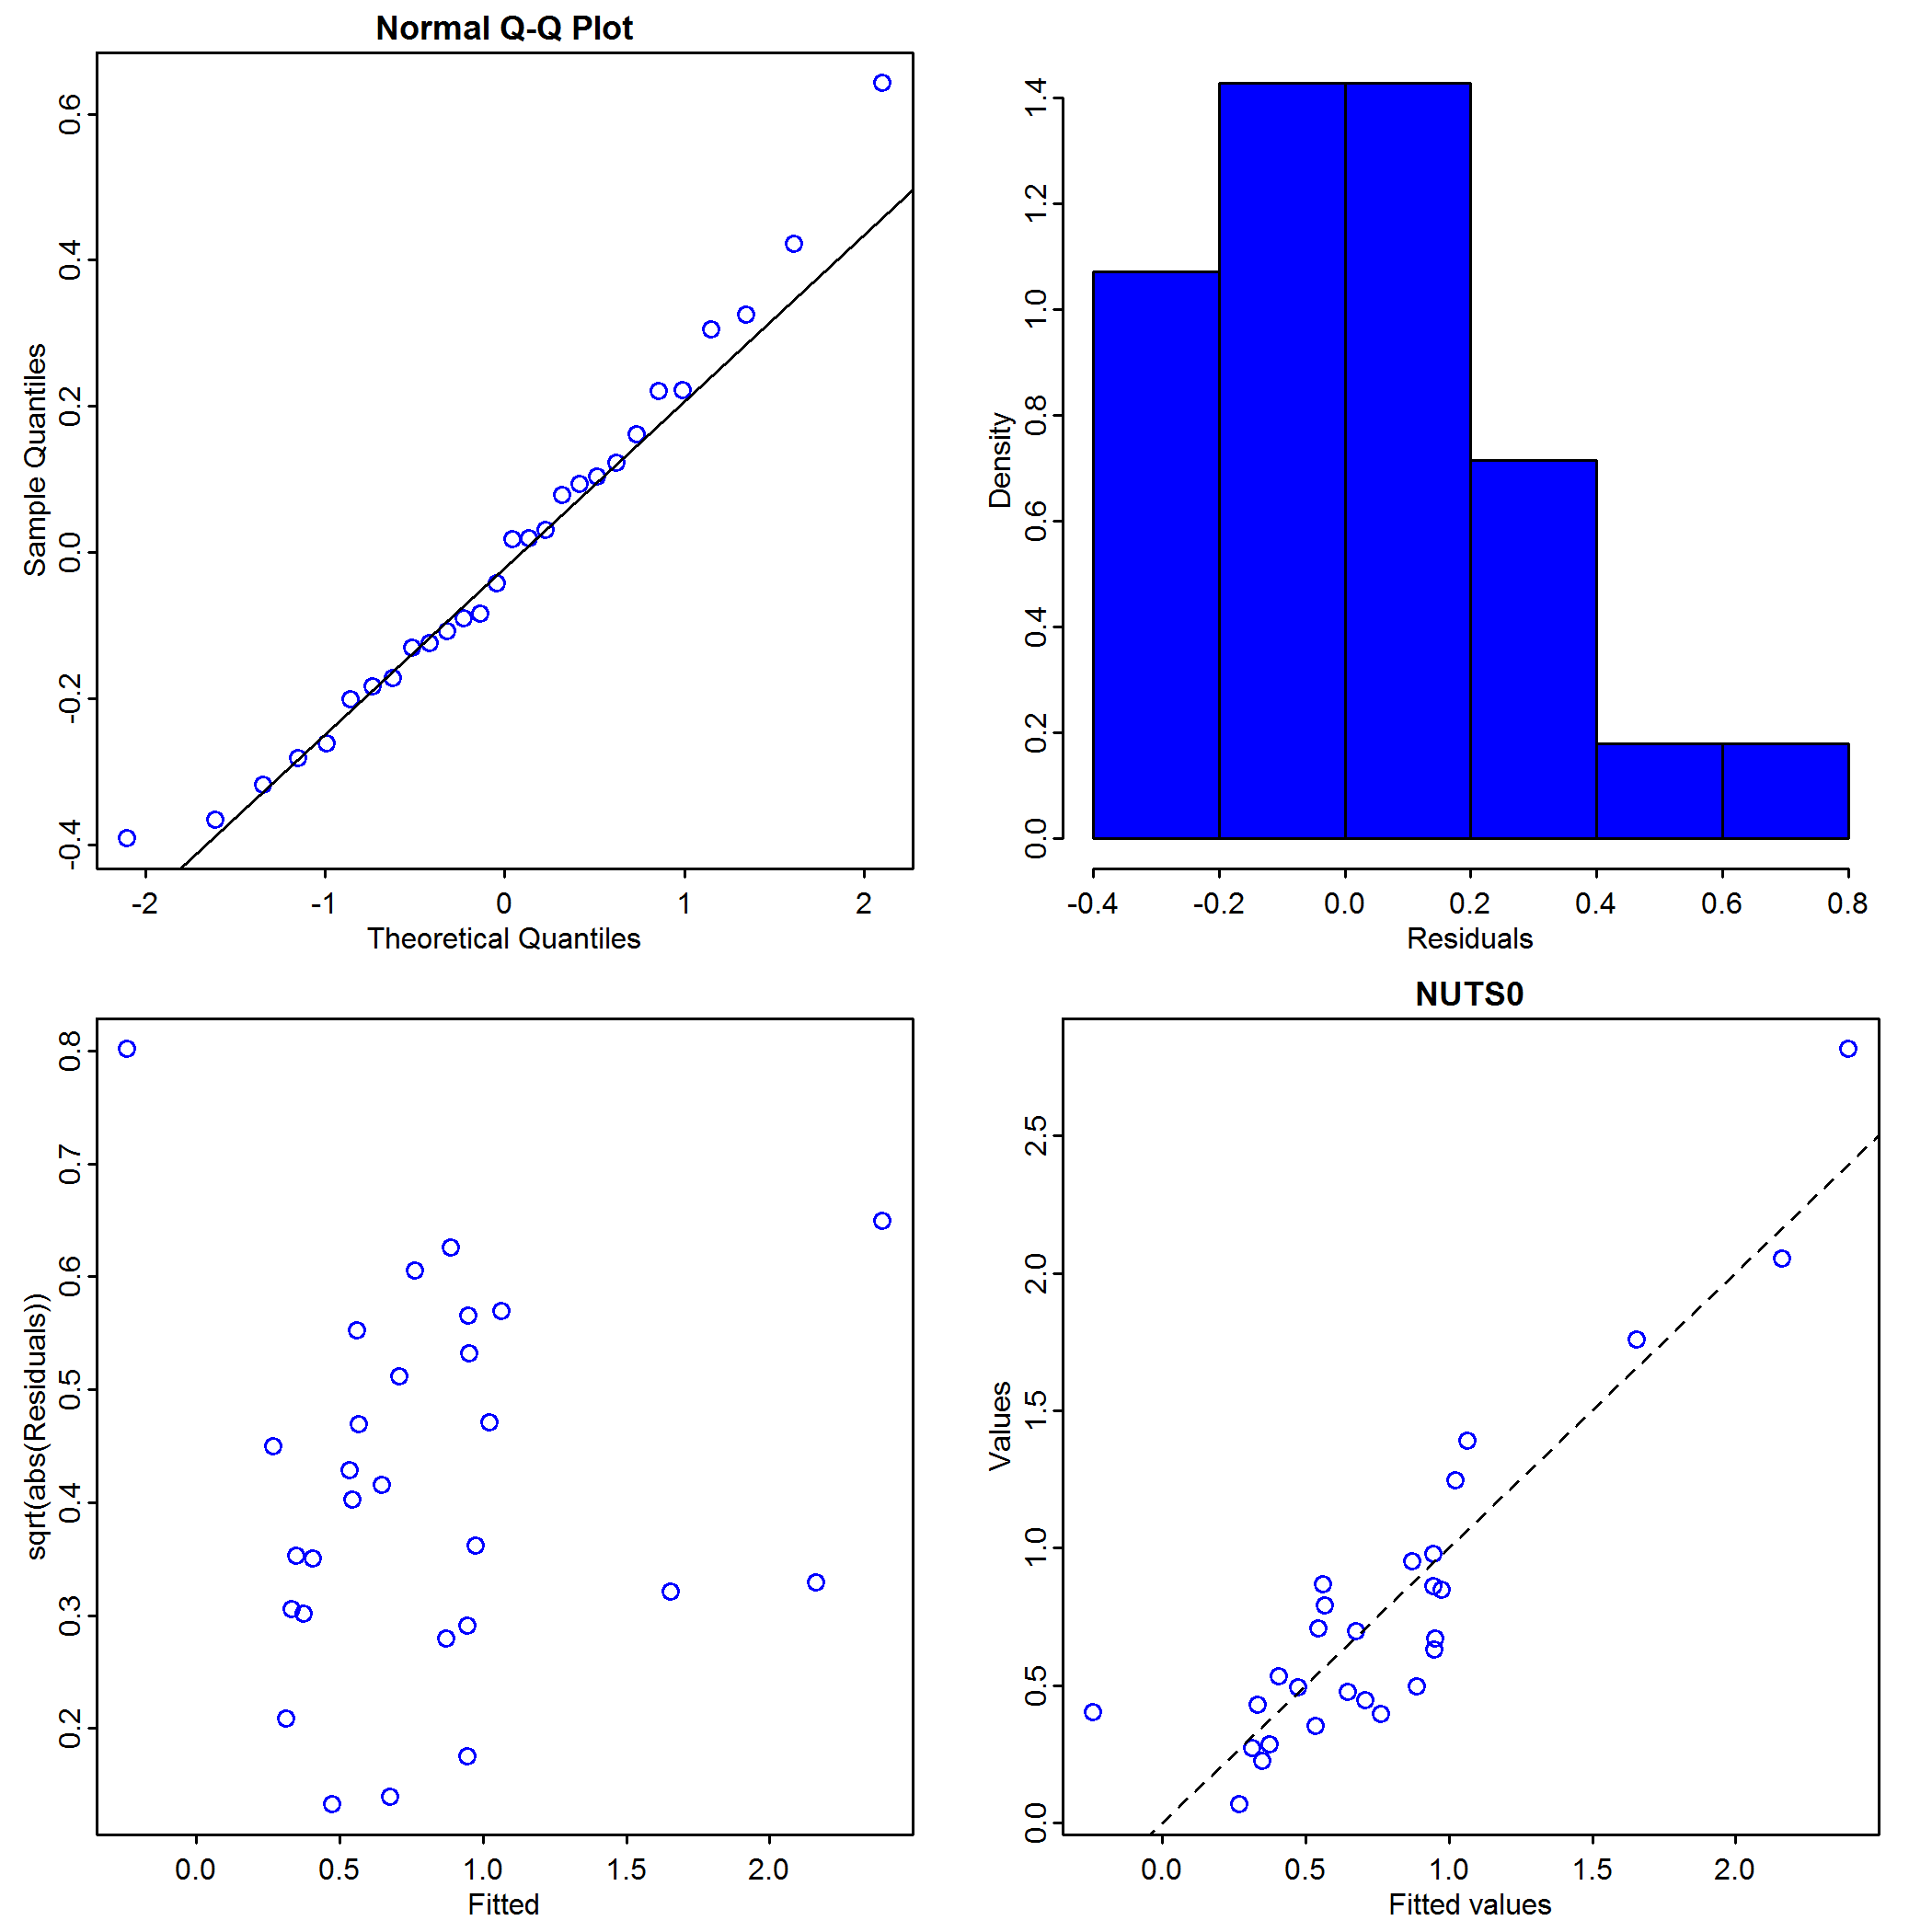 Normal Q-Q Plot
Sample Quantiles
0.6
0.4
0.2
0.0
-0.2
-0.4
-2 -1 0 1 2
Theoretical Quantiles
Density
1.4
1.2
1.0
0.8
0.6
0.4
0.2
0.0
-0.4 -0.2 0.0 0.2 0.4 0.6 0.8
Residuals
sqrt(abs(Residuals))
0.8
0.7
0.6
0.5
0.4
0.3
0.2
0.0 0.5 1.0 1.5 2.0
Fitted
NUTS0
Values
2.5
2.0
1.5
1.0
0.5
0.0
0.0 0.5 1.0 1.5 2.0
Fitted values